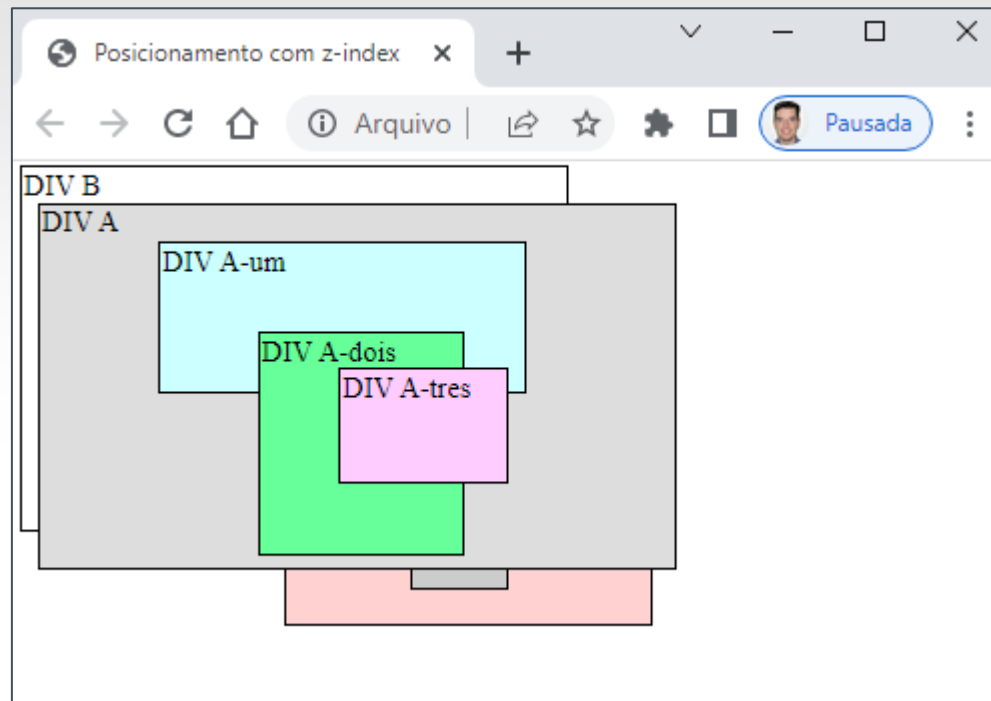 Posicionamento com z-index
Arquivo
Pausada
DIV B
DIV A
DIV A-um
DIV A-dois
DIV A-tres